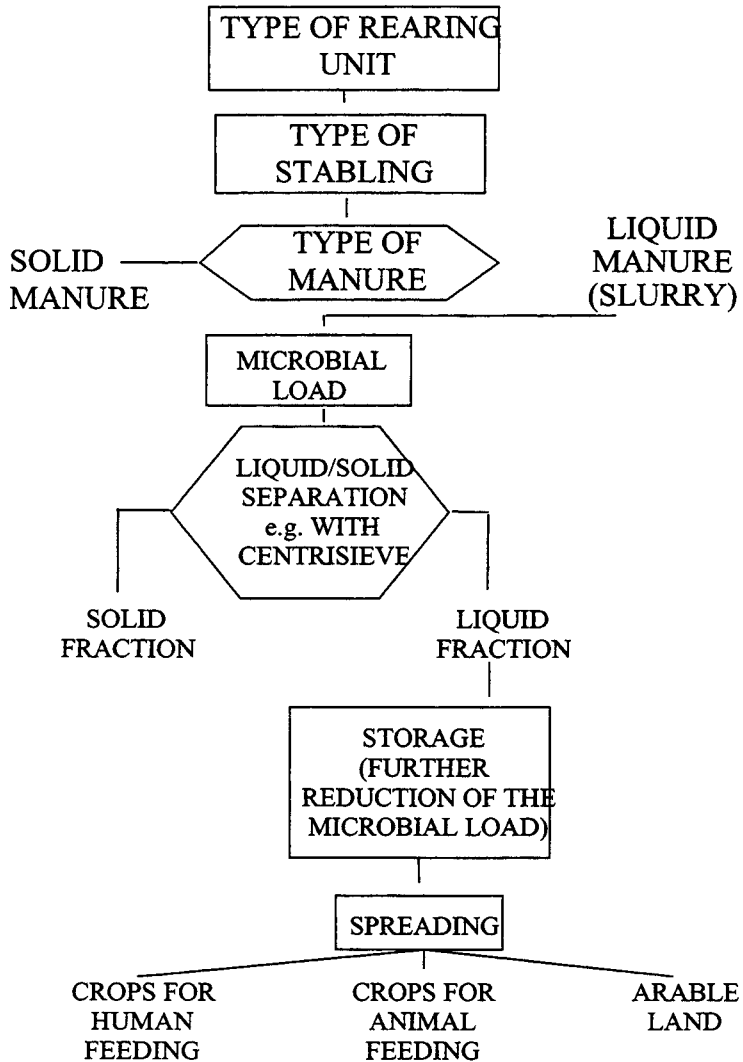 TYPE OF REARING
UNIT
TYPE OF
STABLING
TYPE OF
MANURE
SOLID
MANURE
LIQUID
MANURE
(SLURRY)
MICROBIAL
LOAD
LIQUID/SOLID
SEPARATION
e.g. WITH
CENTRISIEVE
SOLID
FRACTION
LIQUID
FRACTION
STORAGE
(FURTHER
REDUCTION OF THE
MICROBIAL LOAD)
SPREADING
CROPS FOR
HUMAN
FEEDING
CROPS FOR
ANIMAL
FEEDING
ARABLE
LAND